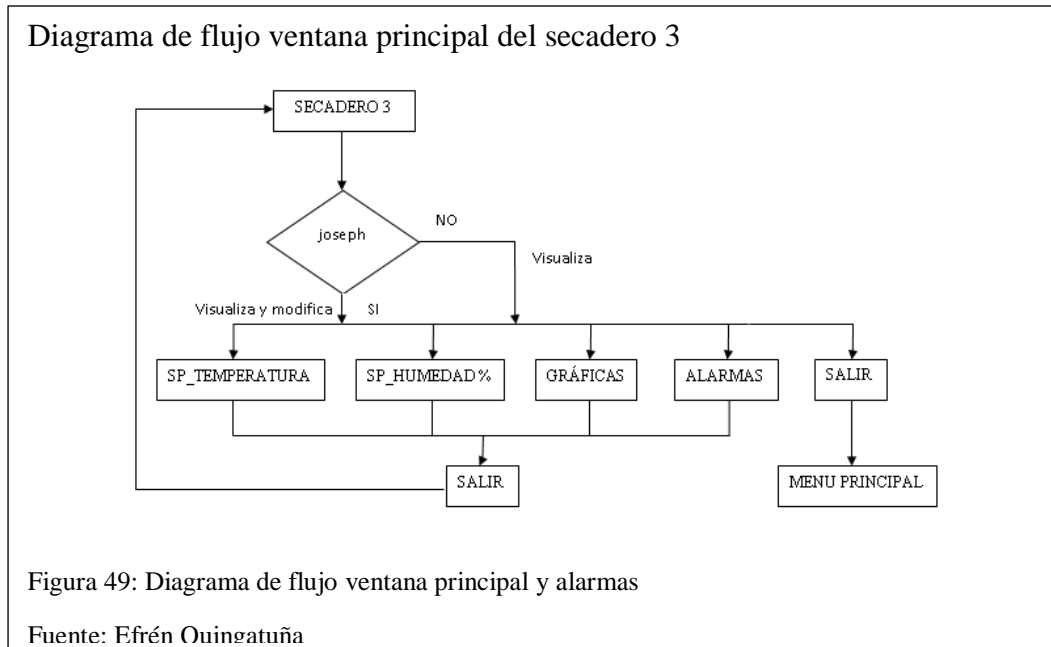 Diagrama de flujo ventana principal del secadero 3
SECADERO 3
joseph
NO
Visualiza
Visualiza y modifica
SI
SP_TEMPERATURA
SP_HUMEDAD%
GRÁFICAS
ALARMAS
SALIR
SALIR
MENU PRINCIPAL
Figura 49: Diagrama de flujo ventana principal y alarmas
Fuente: Efrén Quingatuña